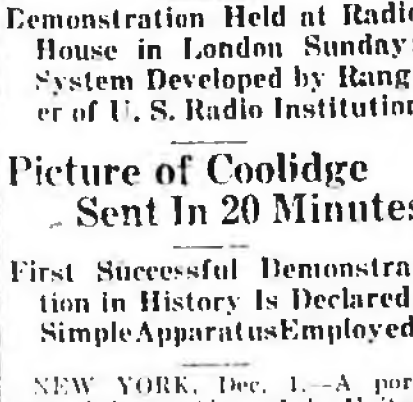 Demonstration Held at Radio
House in London Sunday;
System Developed by Rang
er of U. S. Radio Institution
Picture of Coolidge
Sent In 20 Minutes
First Successful Demonstra
tion in History Is Declared
Simple Apparatus Employed
NEW YORK, Dec. 1.--A por